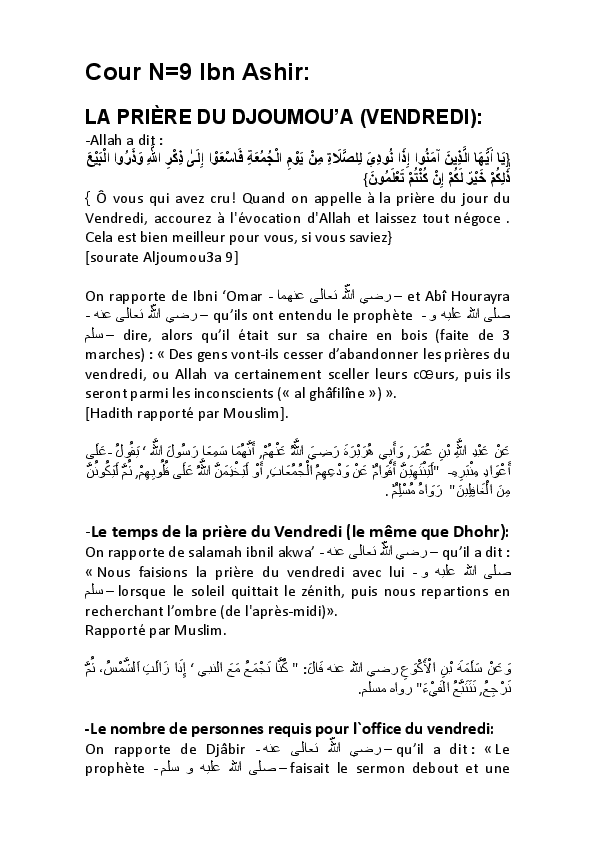 Cour N=9 Ibn Ashir:
LA PRIÈRE DU DJOUMOU’A (VENDREDI):
-Allah a dit :
{يَا أَيُّهَا الَّذِينَ آمَنُوا إِذَا نُودِيَ لِلصَّلَاةِ مِنْ يَوْمِ الْجُمُعَةِ فَاسْعَوْا إِلَىٰ ذِكْرِ اللَّهِ وَذَرُوا الْبَيْعَ
ذَٰلِكُمْ خَيْرٌ لَكُمْ إِنْ كُنْتُمْ تَعْلَمُونَ}
{ Ô vous qui avez cru! Quand on appelle à la prière du jour du
Vendredi, accourez à l'évocation d'Allah et laissez tout négoce .
Cela est bien meilleur pour vous, si vous saviez}
[sourate Aljoumou3a 9]
On rapporte de Ibni ‘Omar - رضي الله تعالى عنهما – et Abî Hourayra
- رضي الله تعالى عنه – qu’ils ont entendu le prophète - صلى الله عليه و
سلم – dire, alors qu’il était sur sa chaire en bois (faite de 3
marches) : « Des gens vont-ils cesser d’abandonner les prières du
vendredi, ou Allah va certainement sceller leurs cœurs, puis ils
seront parmi les inconscients (« al ghâfilîne ») ».
[Hadith rapporté par Mouslim].
عَنْ عَبْدِ اللَّهِ بْنِ عُمَرَ, وَأَبِي هُرَيْرَةَ رَضِيَ اللَّهُ عَنْهُمْ, أَنَّهُمَا سَمِعَا رَسُولَ اللَّهِ ‘ يَقُولُ -عَلَى
أَعْوَادِ مِنْبَرِهِ- "لَيَنْتَهِيَنَّ أَقْوَامٌ عَنْ وَدْعِهِمُ الْجُمُعَاتِ, أَوْ لَيَخْتِمَنَّ اللَّهُ عَلَى قُلُوبِهِمْ, ثُمَّ لَيَكُونُنَّ
مِنَ الْغَافِلِينَ" رَوَاهُ مُسْلِمٌ .
-Le temps de la prière du Vendredi (le même que Dhohr):
On rapporte de salamah ibnil akwa’ - رضي الله تعالى عنه – qu’il a dit :
« Nous faisions la prière du vendredi avec lui - صلى الله عليه و
سلم – lorsque le soleil quittait le zénith, puis nous repartions en
recherchant l’ombre (de l'après-midi)».
Rapporté par Muslim.
وَ عَنْ سَلَمَةَ بْنِ الْأَكْوَعِ رضي الله عنه قَالَ: " كُنَّا نَجْمَعُ مَعَ النبي ‘ إِذَا زَالَتِ اَلشَّمْسُ، ثُمَّ
نَرْجِعُ, نَتَتَبَّعُ الْفَيْءَ" رواه مسلم.
-Le nombre de personnes requis pour l`office du vendredi:
On rapporte de Djâbir - رضي الله تعالى عنه – qu’il a dit : « Le
prophète - صلى الله عليه و سلم – faisait le sermon debout et une